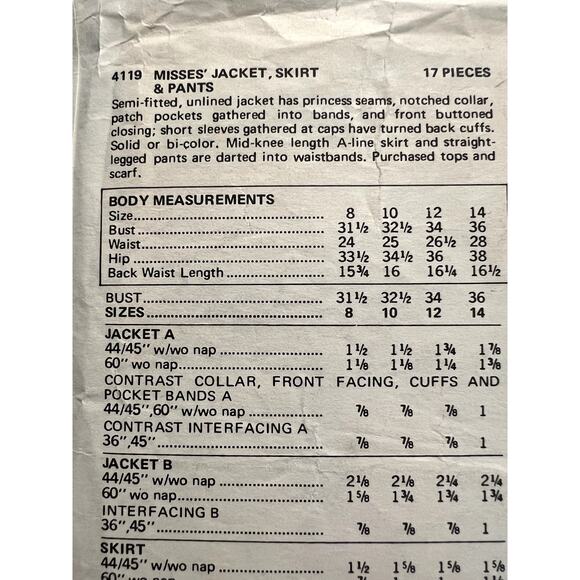 4119 MISSES' JACKET, SKIRT 17 PIECES
& PANTS
Semi-fitted, unlined jacket has princess seams, notched collar,
patch pockets gathered into bands, and front buttoned
closing; short sleeves gathered at caps have turned back cuffs.
Solid or bi-color. Mid-knee length A-line skirt and straight-
legged pants are darted into waistbands. Purchased tops and
scarf.
BODY MEASUREMENTS
Size 8 10 12 14
Bust 31½ 32½ 34 36
Waist 24 25 26½ 28
Hip 33½ 34½ 36 38
Back Waist Length 15¾ 16 16¼ 16½
BUST 31½ 32½ 34 36
SIZES 8 10 12 14
JACKET A
44/45" w/wo nap 1½ 1½ 1¾ 1⅞
60" wo nap 1⅛ 1⅛ 1¼ 1⅜
CONTRAST COLLAR, FRONT FACING, CUFFS AND
POCKET BANDS A
44/45",60" w/wo nap ⅞ ⅞ ⅞ 1
CONTRAST INTERFACING A
36",45" ⅞ ⅞ ⅞ 1
JACKET B
44/45" w/wo nap 2⅛ 2⅛ 2¼ 2¼
60" wo nap 1⅝ 1¾ 1¾ 1¾
INTERFACING B
36",45" ⅞ ⅞ ⅞ 1
SKIRT
44/45" w/wo nap 1½ 1⅝ 1⅝ 1⅝
60" wo nap